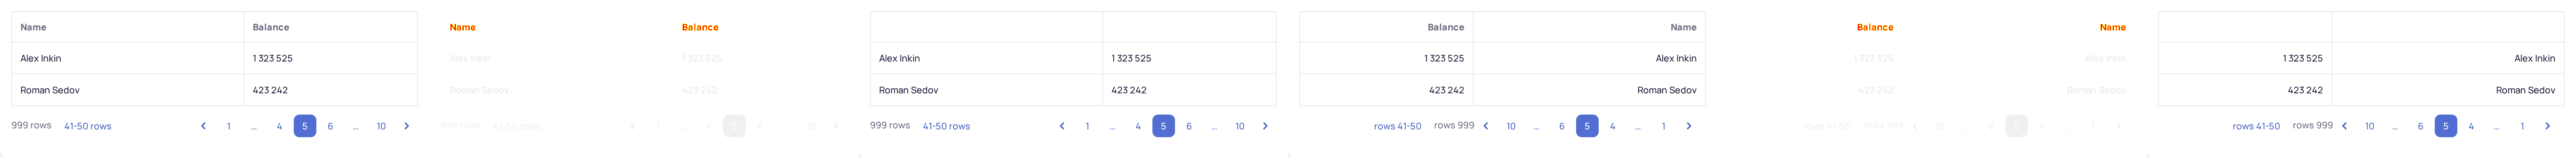 Name Balance Name Balance Balance Name Balance Name
Alex Inkin 1 323 525 Alex Inkin 1 323 525 Alex Inkin 1 323 525 1 323 525 Alex Inkin 1 323 525 Alex Inkin 1 323 525 Alex Inkin
Roman Sedov 423 242 Roman Sedov 423 242 Roman Sedov 423 242 423 242 Roman Sedov 423 242 Roman Sedov 423 242 Roman Sedov
999 rows 41-50 rows 1 … 4 5 6 … 10 999 rows 41-50 rows 1 … 4 5 6 … 10 999 rows 41-50 rows 1 … 4 5 6 … 10 rows 41-50 rows 999 10 … 6 5 4 … 1 rows 41-50 rows 999 10 … 6 5 4 … 1 rows 41-50 rows 999 10 … 6 5 4 … 1